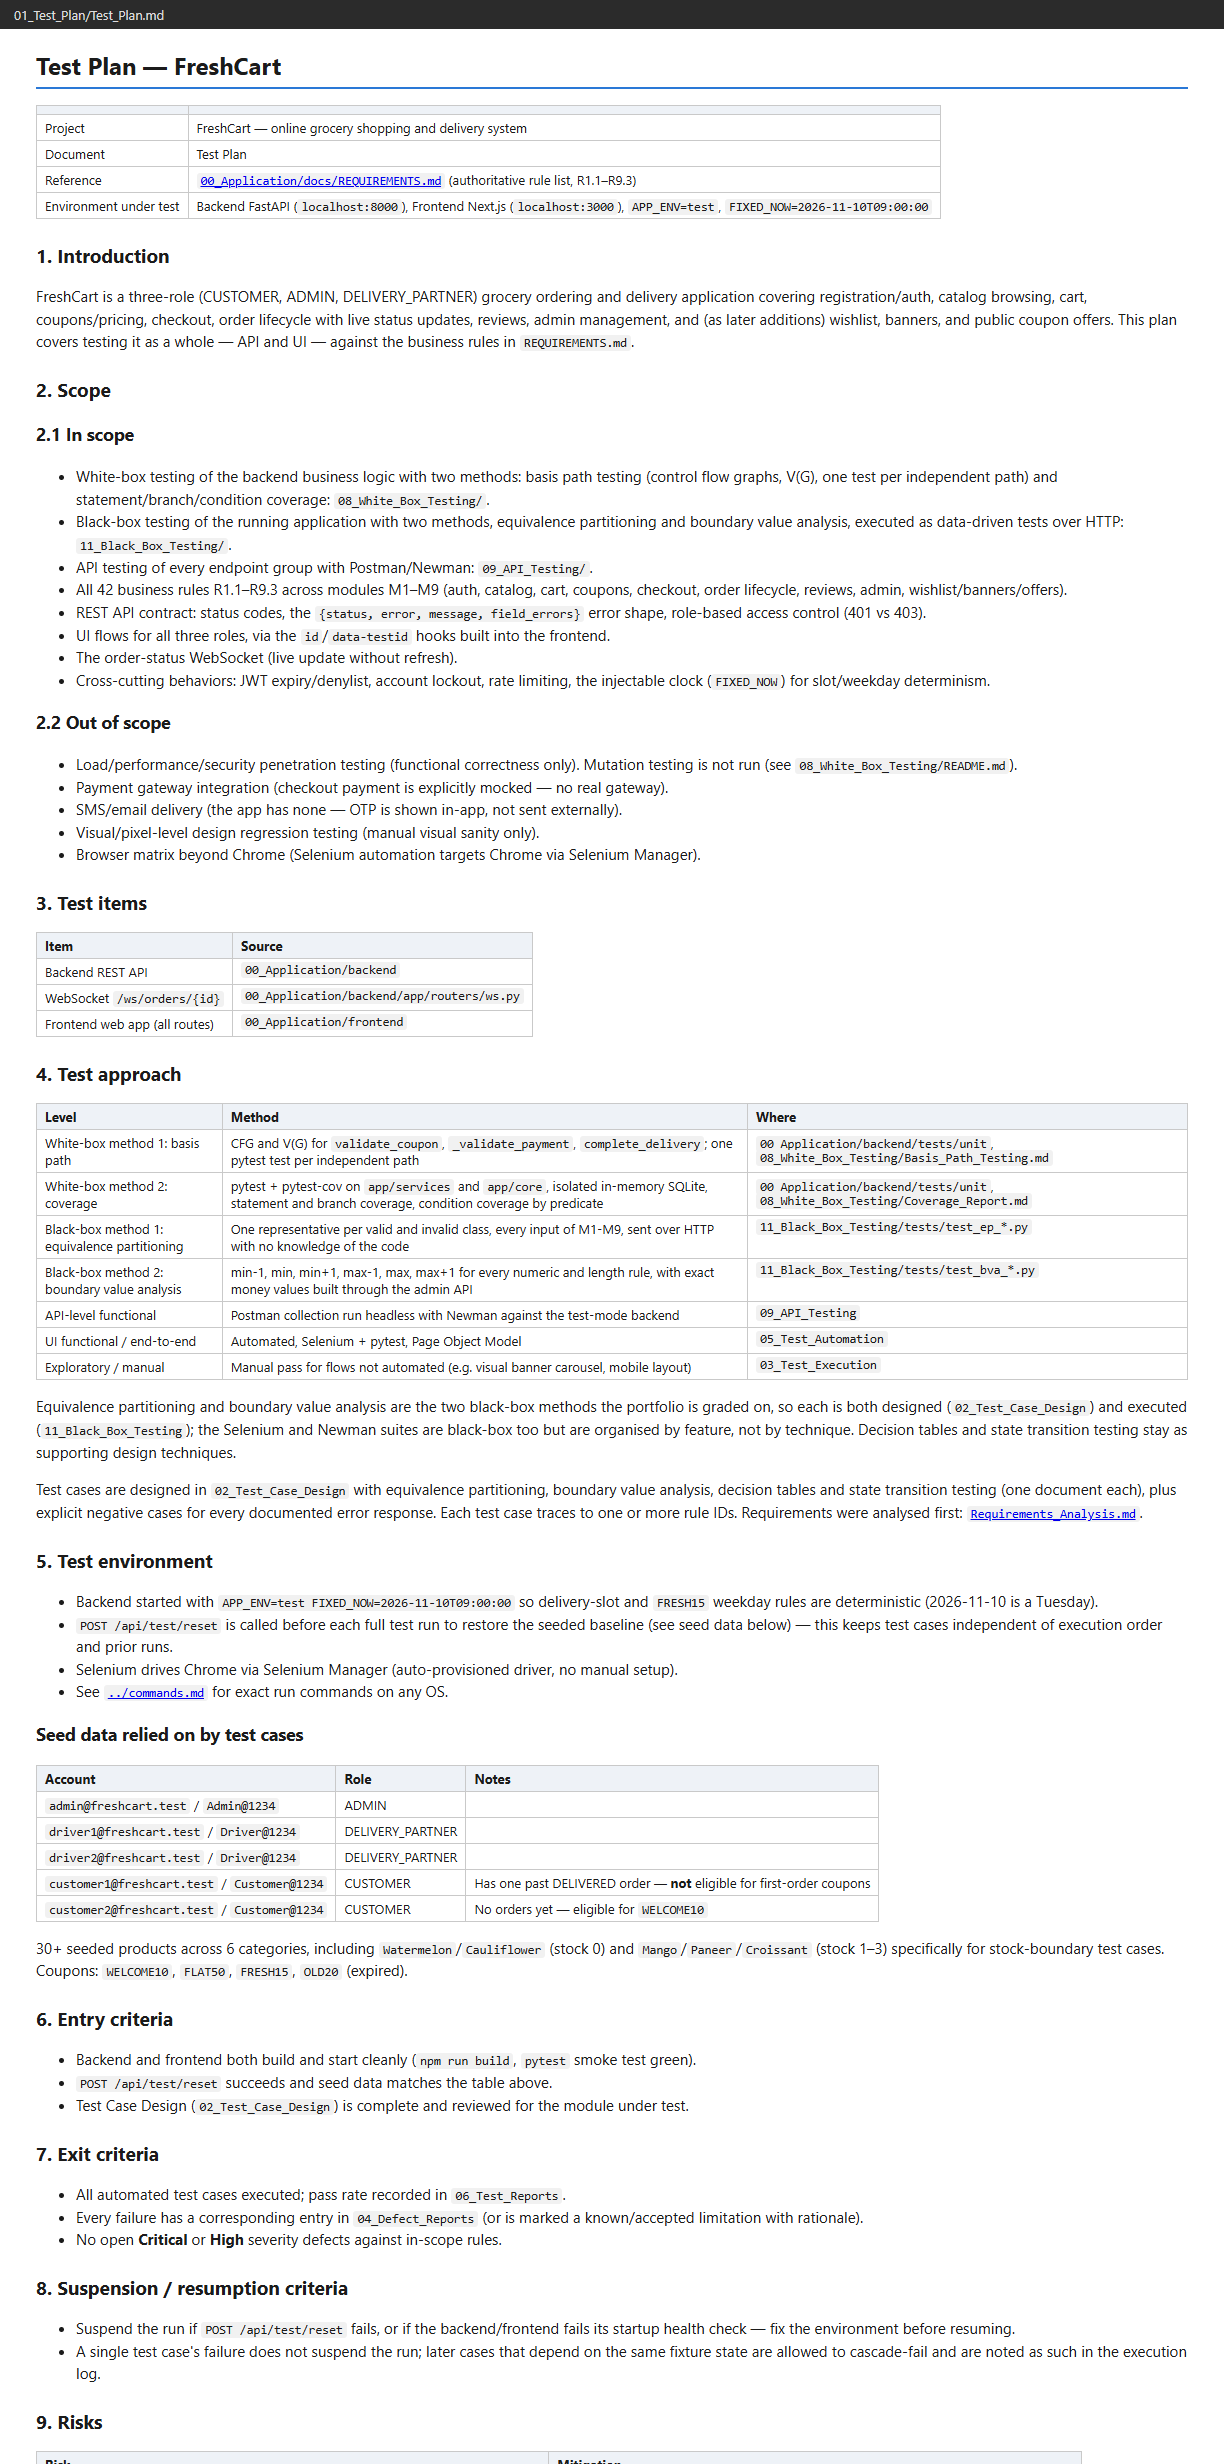 01_Test_Plan/Test_Plan.md
Test Plan — FreshCart
Project FreshCart — online grocery shopping and delivery system
Document Test Plan
Reference 00_Application/docs/REQUIREMENTS.md (authoritative rule list, R1.1–R9.3)
Environment under test Backend FastAPI ( localhost:8000 ), Frontend Next.js ( localhost:3000 ), APP_ENV=test , FIXED_NOW=2026-11-10T09:00:00
1. Introduction
FreshCart is a three-role (CUSTOMER, ADMIN, DELIVERY_PARTNER) grocery ordering and delivery application covering registration/auth, catalog browsing, cart,
coupons/pricing, checkout, order lifecycle with live status updates, reviews, admin management, and (as later additions) wishlist, banners, and public coupon offers. This plan
covers testing it as a whole — API and UI — against the business rules in REQUIREMENTS.md .
2. Scope
2.1 In scope
• White-box testing of the backend business logic with two methods: basis path testing (control flow graphs, V(G), one test per independent path) and
statement/branch/condition coverage: 08_White_Box_Testing/ .
• Black-box testing of the running application with two methods, equivalence partitioning and boundary value analysis, executed as data-driven tests over HTTP:
11_Black_Box_Testing/ .
• API testing of every endpoint group with Postman/Newman: 09_API_Testing/ .
• All 42 business rules R1.1–R9.3 across modules M1–M9 (auth, catalog, cart, coupons, checkout, order lifecycle, reviews, admin, wishlist/banners/offers).
• REST API contract: status codes, the {status, error, message, field_errors} error shape, role-based access control (401 vs 403).
• UI flows for all three roles, via the id / data-testid hooks built into the frontend.
• The order-status WebSocket (live update without refresh).
• Cross-cutting behaviors: JWT expiry/denylist, account lockout, rate limiting, the injectable clock ( FIXED_NOW ) for slot/weekday determinism.
2.2 Out of scope
• Load/performance/security penetration testing (functional correctness only). Mutation testing is not run (see 08_White_Box_Testing/README.md ).
• Payment gateway integration (checkout payment is explicitly mocked — no real gateway).
• SMS/email delivery (the app has none — OTP is shown in-app, not sent externally).
• Visual/pixel-level design regression testing (manual visual sanity only).
• Browser matrix beyond Chrome (Selenium automation targets Chrome via Selenium Manager).
3. Test items
Item Source
Backend REST API 00_Application/backend
WebSocket /ws/orders/{id} 00_Application/backend/app/routers/ws.py
Frontend web app (all routes) 00_Application/frontend
4. Test approach
Level Method Where
White-box method 1: basis path CFG and V(G) for validate_coupon , _validate_payment , complete_delivery ; one pytest test per independent path 00_Application/backend/tests/unit , 08_White_Box_Testing/Basis_Path_Testing.md
White-box method 2: coverage pytest + pytest-cov on app/services and app/core , isolated in-memory SQLite, statement and branch coverage, condition coverage by predicate 00_Application/backend/tests/unit , 08_White_Box_Testing/Coverage_Report.md
Black-box method 1: equivalence partitioning One representative per valid and invalid class, every input of M1-M9, sent over HTTP with no knowledge of the code 11_Black_Box_Testing/tests/test_ep_*.py
Black-box method 2: boundary value analysis min-1, min, min+1, max-1, max, max+1 for every numeric and length rule, with exact money values built through the admin API 11_Black_Box_Testing/tests/test_bva_*.py
API-level functional Postman collection run headless with Newman against the test-mode backend 09_API_Testing
UI functional / end-to-end Automated, Selenium + pytest, Page Object Model 05_Test_Automation
Exploratory / manual Manual pass for flows not automated (e.g. visual banner carousel, mobile layout) 03_Test_Execution
Equivalence partitioning and boundary value analysis are the two black-box methods the portfolio is graded on, so each is both designed ( 02_Test_Case_Design ) and executed
( 11_Black_Box_Testing ); the Selenium and Newman suites are black-box too but are organised by feature, not by technique. Decision tables and state transition testing stay as
supporting design techniques.
Test cases are designed in 02_Test_Case_Design with equivalence partitioning, boundary value analysis, decision tables and state transition testing (one document each), plus
explicit negative cases for every documented error response. Each test case traces to one or more rule IDs. Requirements were analysed first: Requirements_Analysis.md .
5. Test environment
• Backend started with APP_ENV=test FIXED_NOW=2026-11-10T09:00:00 so delivery-slot and FRESH15 weekday rules are deterministic (2026-11-10 is a Tuesday).
• POST /api/test/reset is called before each full test run to restore the seeded baseline (see seed data below) — this keeps test cases independent of execution order
and prior runs.
• Selenium drives Chrome via Selenium Manager (auto-provisioned driver, no manual setup).
• See ../commands.md for exact run commands on any OS.
Seed data relied on by test cases
Account Role Notes
admin@freshcart.test / Admin@1234 ADMIN
driver1@freshcart.test / Driver@1234 DELIVERY_PARTNER
driver2@freshcart.test / Driver@1234 DELIVERY_PARTNER
customer1@freshcart.test / Customer@1234 CUSTOMER Has one past DELIVERED order — not eligible for first-order coupons
customer2@freshcart.test / Customer@1234 CUSTOMER No orders yet — eligible for WELCOME10
30+ seeded products across 6 categories, including Watermelon / Cauliflower (stock 0) and Mango / Paneer / Croissant (stock 1–3) specifically for stock-boundary test cases.
Coupons: WELCOME10 , FLAT50 , FRESH15 , OLD20 (expired).
6. Entry criteria
• Backend and frontend both build and start cleanly ( npm run build , pytest smoke test green).
• POST /api/test/reset succeeds and seed data matches the table above.
• Test Case Design ( 02_Test_Case_Design ) is complete and reviewed for the module under test.
7. Exit criteria
• All automated test cases executed; pass rate recorded in 06_Test_Reports .
• Every failure has a corresponding entry in 04_Defect_Reports (or is marked a known/accepted limitation with rationale).
• No open Critical or High severity defects against in-scope rules.
8. Suspension / resumption criteria
• Suspend the run if POST /api/test/reset fails, or if the backend/frontend fails its startup health check — fix the environment before resuming.
• A single test case's failure does not suspend the run; later cases that depend on the same fixture state are allowed to cascade-fail and are noted as such in the execution
log.
9. Risks